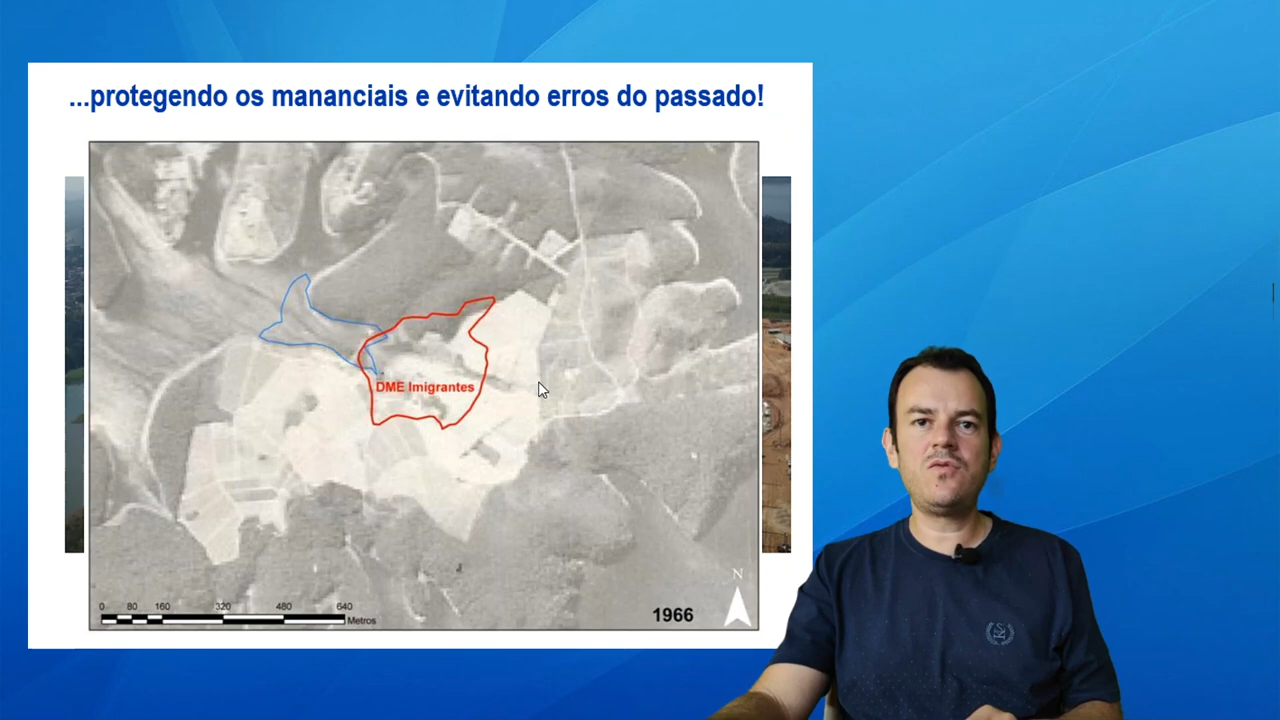 ...protegendo os mananciais e evitando erros do passado!
DME Imigrantes
N
0 80 160 320 480 640
Metros
1966